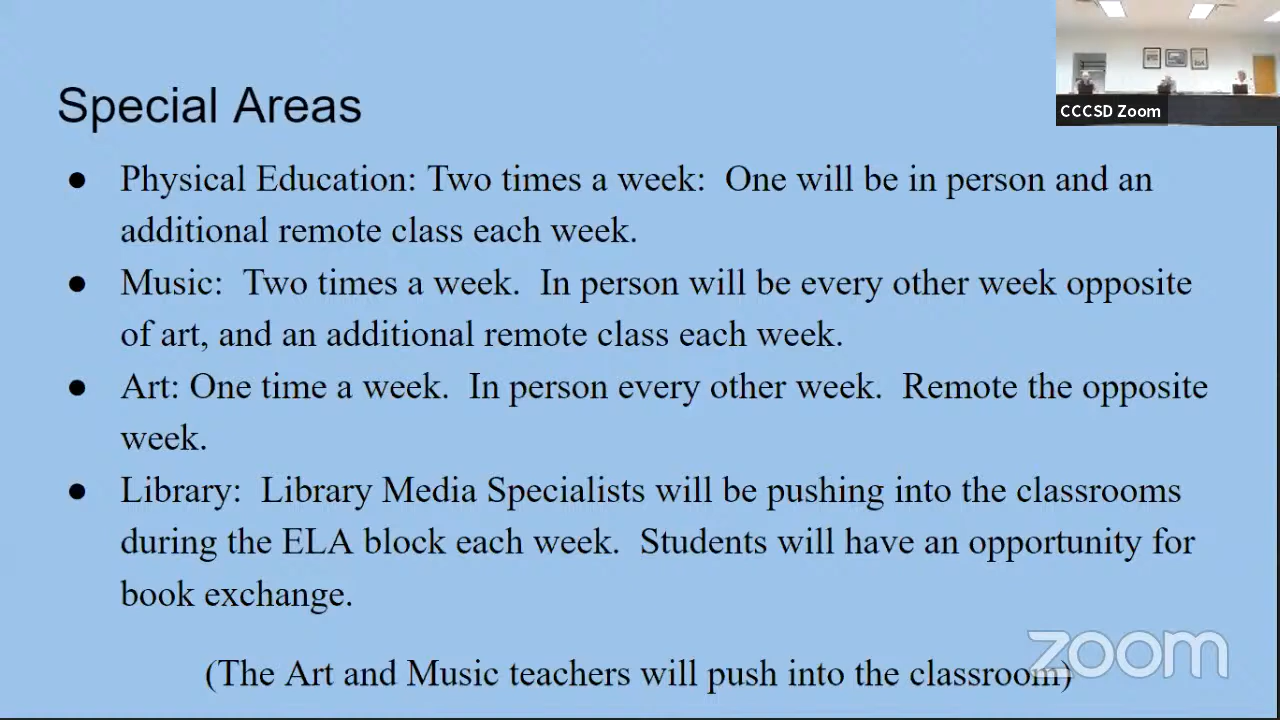 Special Areas
CCCSD Zoom
● Physical Education: Two times a week:  One will be in person and an
additional remote class each week.
● Music:  Two times a week.  In person will be every other week opposite
of art, and an additional remote class each week.
● Art: One time a week.  In person every other week.  Remote the opposite
week.
● Library:  Library Media Specialists will be pushing into the classrooms
during the ELA block each week.  Students will have an opportunity for
book exchange.
(The Art and Music teachers will push into the classroom)
zoom